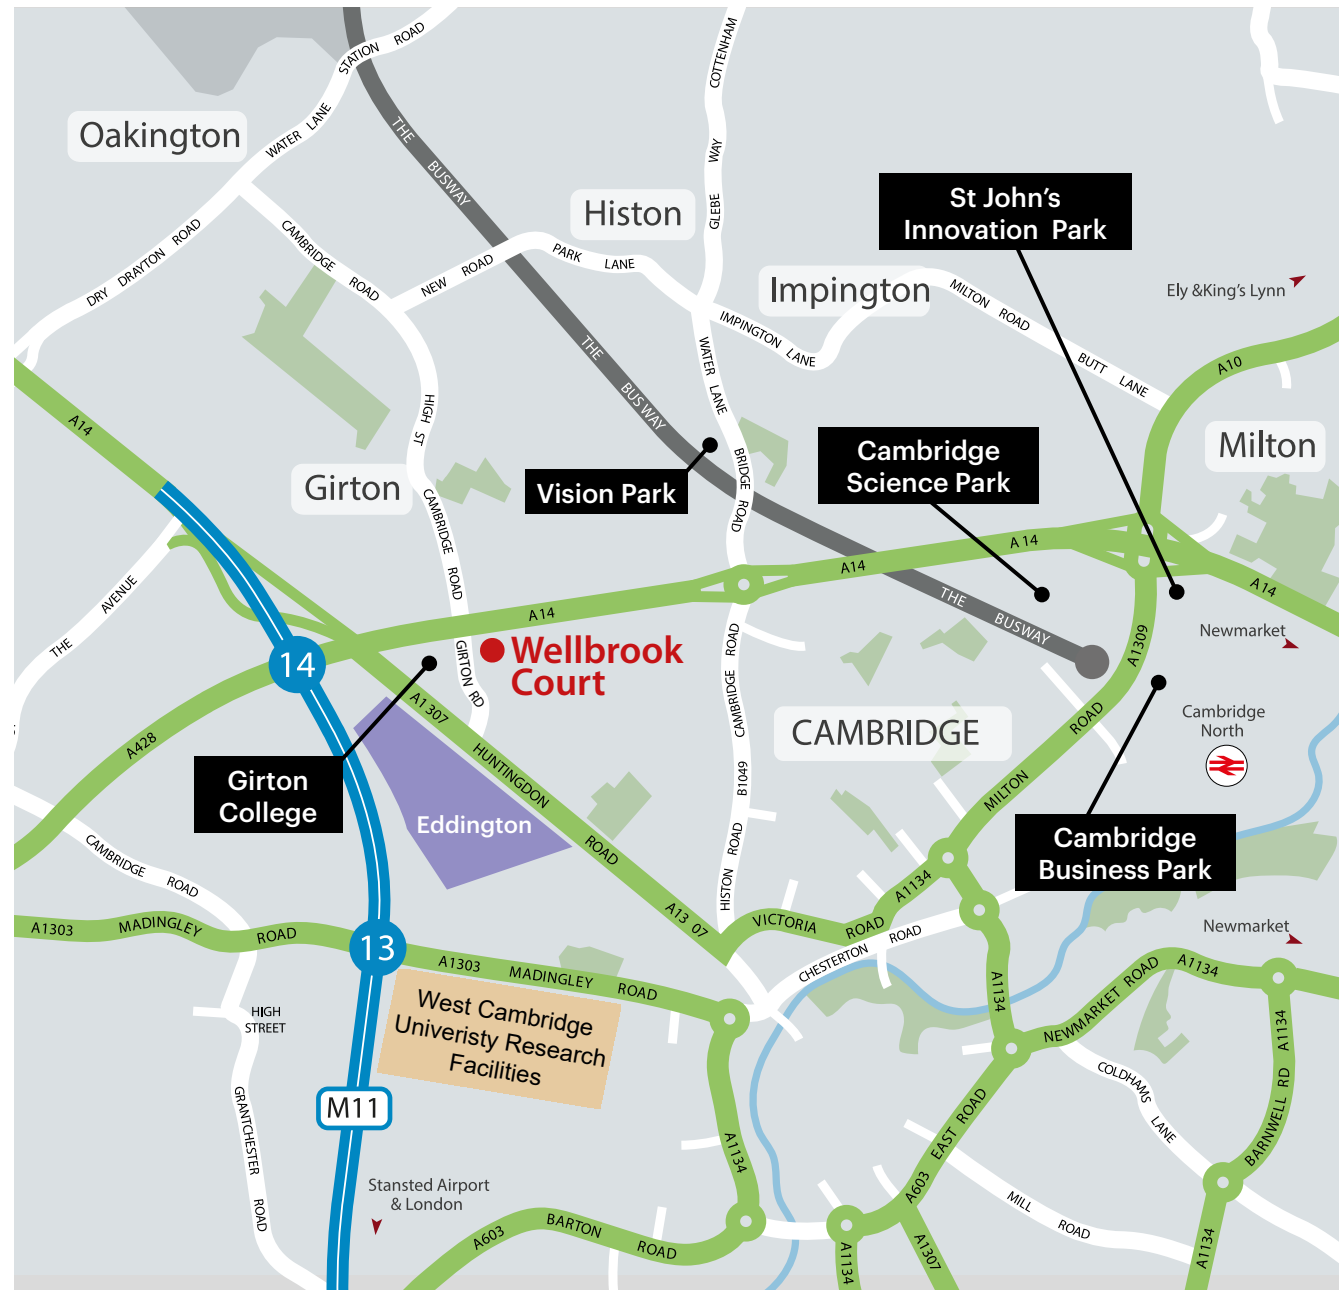 STATION ROAD
COTTENHAM
Oakington
WATER LANE
THE BUSWAY
GLEBE WAY
St John's
Innovation Park
Histon
DRY DRAYTON ROAD
CAMBRIDGE ROAD
NEW ROAD
PARK LANE
Impington
MILTON ROAD
Ely &King's Lynn
IMPINGTON LANE
THE BUSWAY
WATER LANE
BUTT LANE
A10
A14
HIGH ST
Girton
Vision Park
BRIDGE ROAD
Cambridge
Science Park
Milton
CAMBRIDGE ROAD
A14
A14
A14
THE AVENUE
A14
THE BUSWAY
Newmarket
14
Wellbrook
Court
GIRTON RD
CAMBRIDGE ROAD
A1309
A428
A1307
HUNTINGDON
ROAD
CAMBRIDGE
MILTON ROAD
Cambridge
North
Girton
College
Eddington
B1049
HISTON ROAD
Cambridge
Business Park
CAMBRIDGE ROAD
A1303 MADINGLEY ROAD
13
A1303 MADINGLEY ROAD
A13 07
VICTORIA ROAD
A1134
CHESTERTON ROAD
Newmarket
A1134
NEWMARKET ROAD
A1134
HIGH
STREET
West Cambridge
Univeristy Research
Facilities
A1134
BARNWELL RD
COLDHAMS LANE
M11
GRANTCHESTER ROAD
A1134
A603 EAST ROAD
MILL ROAD
Stansted Airport
& London
A603 BARTON ROAD
A1134
A1307
A1134